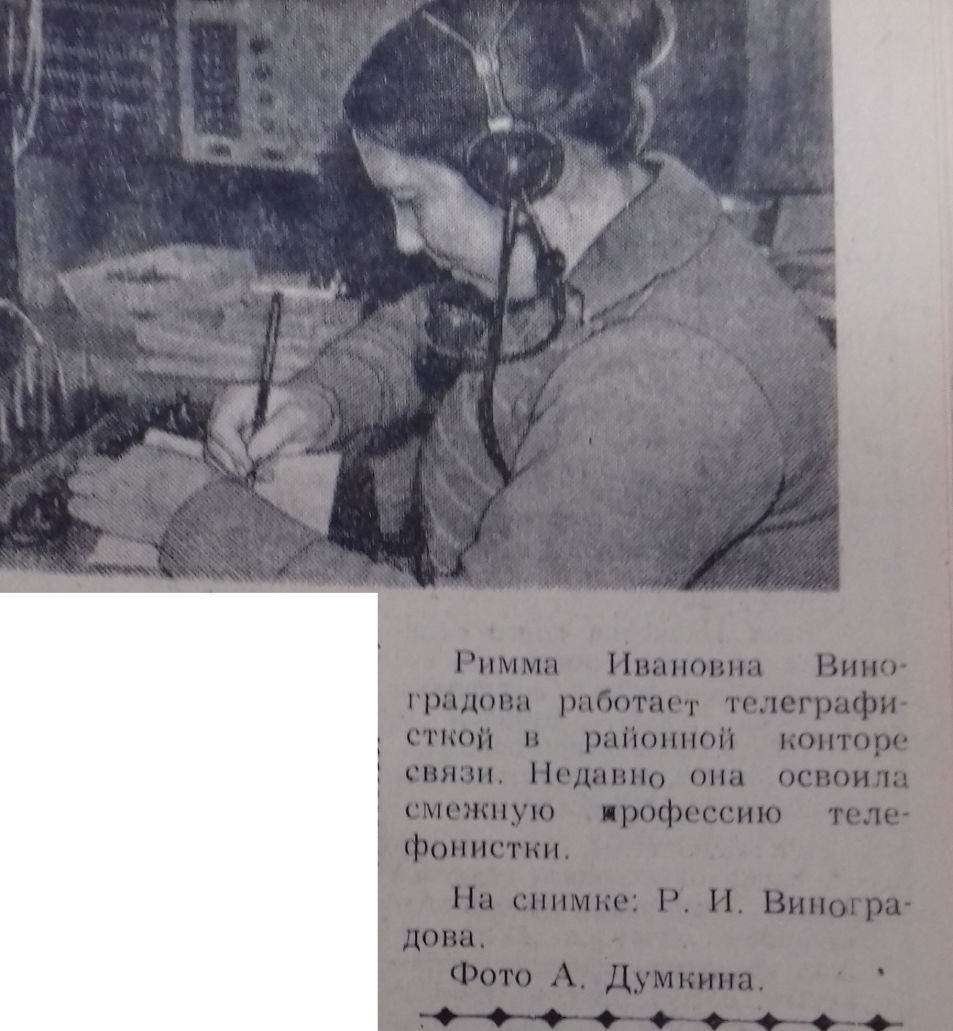 Римма Ивановна Вино-
градова работает телеграфи-
сткой в районной конторе
связи. Недавно она освоила
смежную профессию теле-
фонистки.
На снимке: Р. И. Виногра-
дова.
Фото А. Думкина.